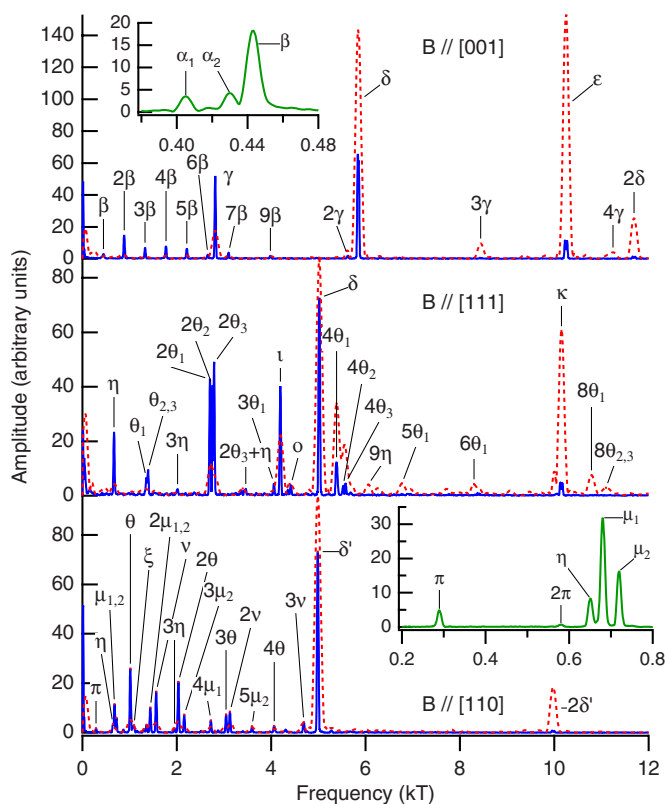 B // [001]
140
120
100
80
60
40
20
0
20
15
10
5
0
0.40 0.44 0.48
α1 α2 β
β 2β 3β 4β 5β 6β γ 7β 9β 2γ δ 3γ ε 4γ 2δ
B // [111]
80
60
40
20
0
η θ1 θ2,3 3η 2θ1 2θ2 2θ3 2θ3+η 3θ1 ι ο δ 4θ1 4θ2 4θ3 9η 5θ1 6θ1 κ 8θ1 8θ2,3
Amplitude (arbitrary units)
B // [110]
80
60
40
20
0
π η μ1,2 θ ξ 2μ1,2 ν 3η 2θ 3μ2 4μ1 3θ 2ν 5μ2 4θ 3ν δ' 2δ'
30
20
10
0
0.2 0.4 0.6 0.8
π 2π η μ1 μ2
0 2 4 6 8 10 12
Frequency (kT)